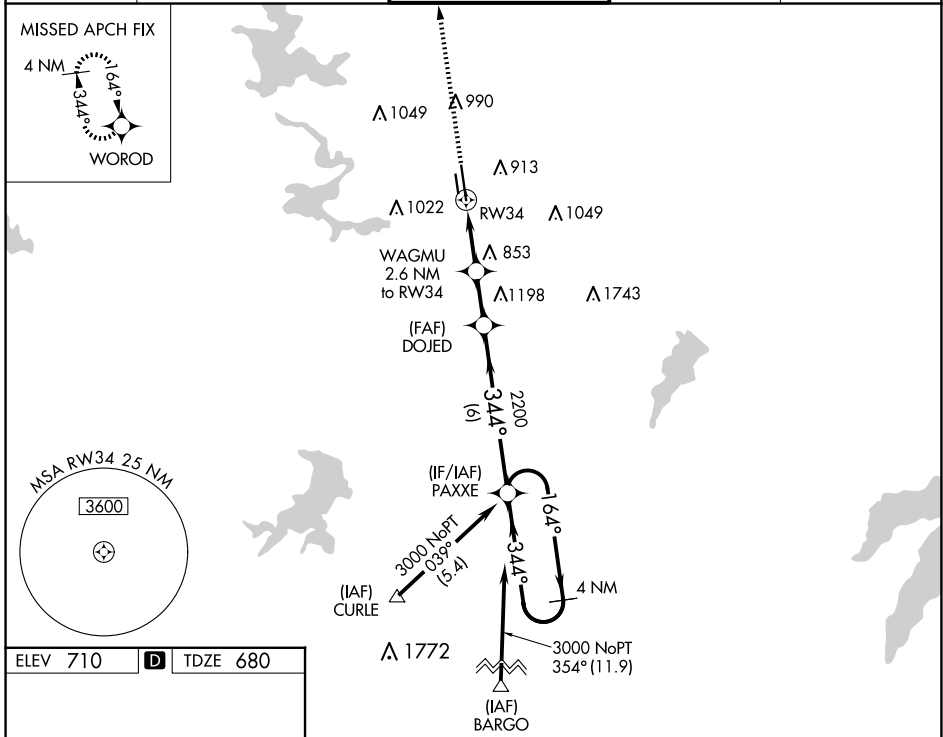 MISSED APCH FIX
4 NM
164°
344°
WOROD
1049
990
913
1022
RW34
1049
WAGMU
2.6 NM
to RW34
853
1198
1743
(FAF)
DOJED
2200
344°
(6)
MSA RW34 25 NM
3600
(IF/IAF)
PAXXE
164°
344°
3000 NoPT
039°
(5.4)
4 NM
(IAF)
CURLE
1772
3000 NoPT
354° (11.9)
(IAF)
BARGO
ELEV 710 D TDZE 680